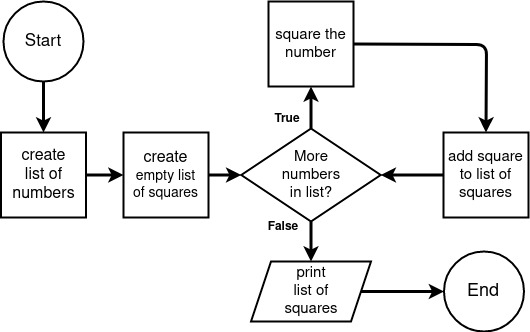 Start
create
list of
numbers
create
empty list
of squares
More
numbers
in list?
True
square the
number
add square
to list of
squares
False
print
list of
squares
End